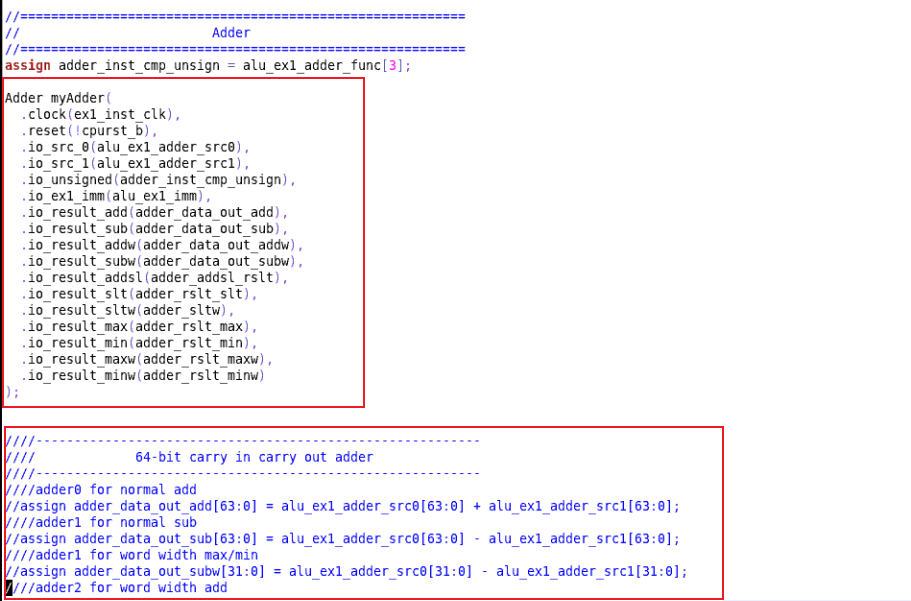 //==========================================================
//                         Adder
//==========================================================
assign adder_inst_cmp_unsign = alu_ex1_adder_func[3];
Adder myAdder(
  .clock(ex1_inst_clk),
  .reset(!cpurst_b),
  .io_src_0(alu_ex1_adder_src0),
  .io_src_1(alu_ex1_adder_src1),
  .io_unsigned(adder_inst_cmp_unsign),
  .io_ex1_imm(alu_ex1_imm),
  .io_result_add(adder_data_out_add),
  .io_result_sub(adder_data_out_sub),
  .io_result_addw(adder_data_out_addw),
  .io_result_subw(adder_data_out_subw),
  .io_result_addsl(adder_addsl_rslt),
  .io_result_slt(adder_rslt_slt),
  .io_result_sltw(adder_sltw),
  .io_result_max(adder_rslt_max),
  .io_result_min(adder_rslt_min),
  .io_result_maxw(adder_rslt_maxw),
  .io_result_minw(adder_rslt_minw)
);
////----------------------------------------------------------
////             64-bit carry in carry out adder
////----------------------------------------------------------
////adder0 for normal add
//assign adder_data_out_add[63:0] = alu_ex1_adder_src0[63:0] + alu_ex1_adder_src1[63:0];
////adder1 for normal sub
//assign adder_data_out_sub[63:0] = alu_ex1_adder_src0[63:0] - alu_ex1_adder_src1[63:0];
////adder1 for word width max/min
//assign adder_data_out_subw[31:0] = alu_ex1_adder_src0[31:0] - alu_ex1_adder_src1[31:0];
////adder2 for word width add